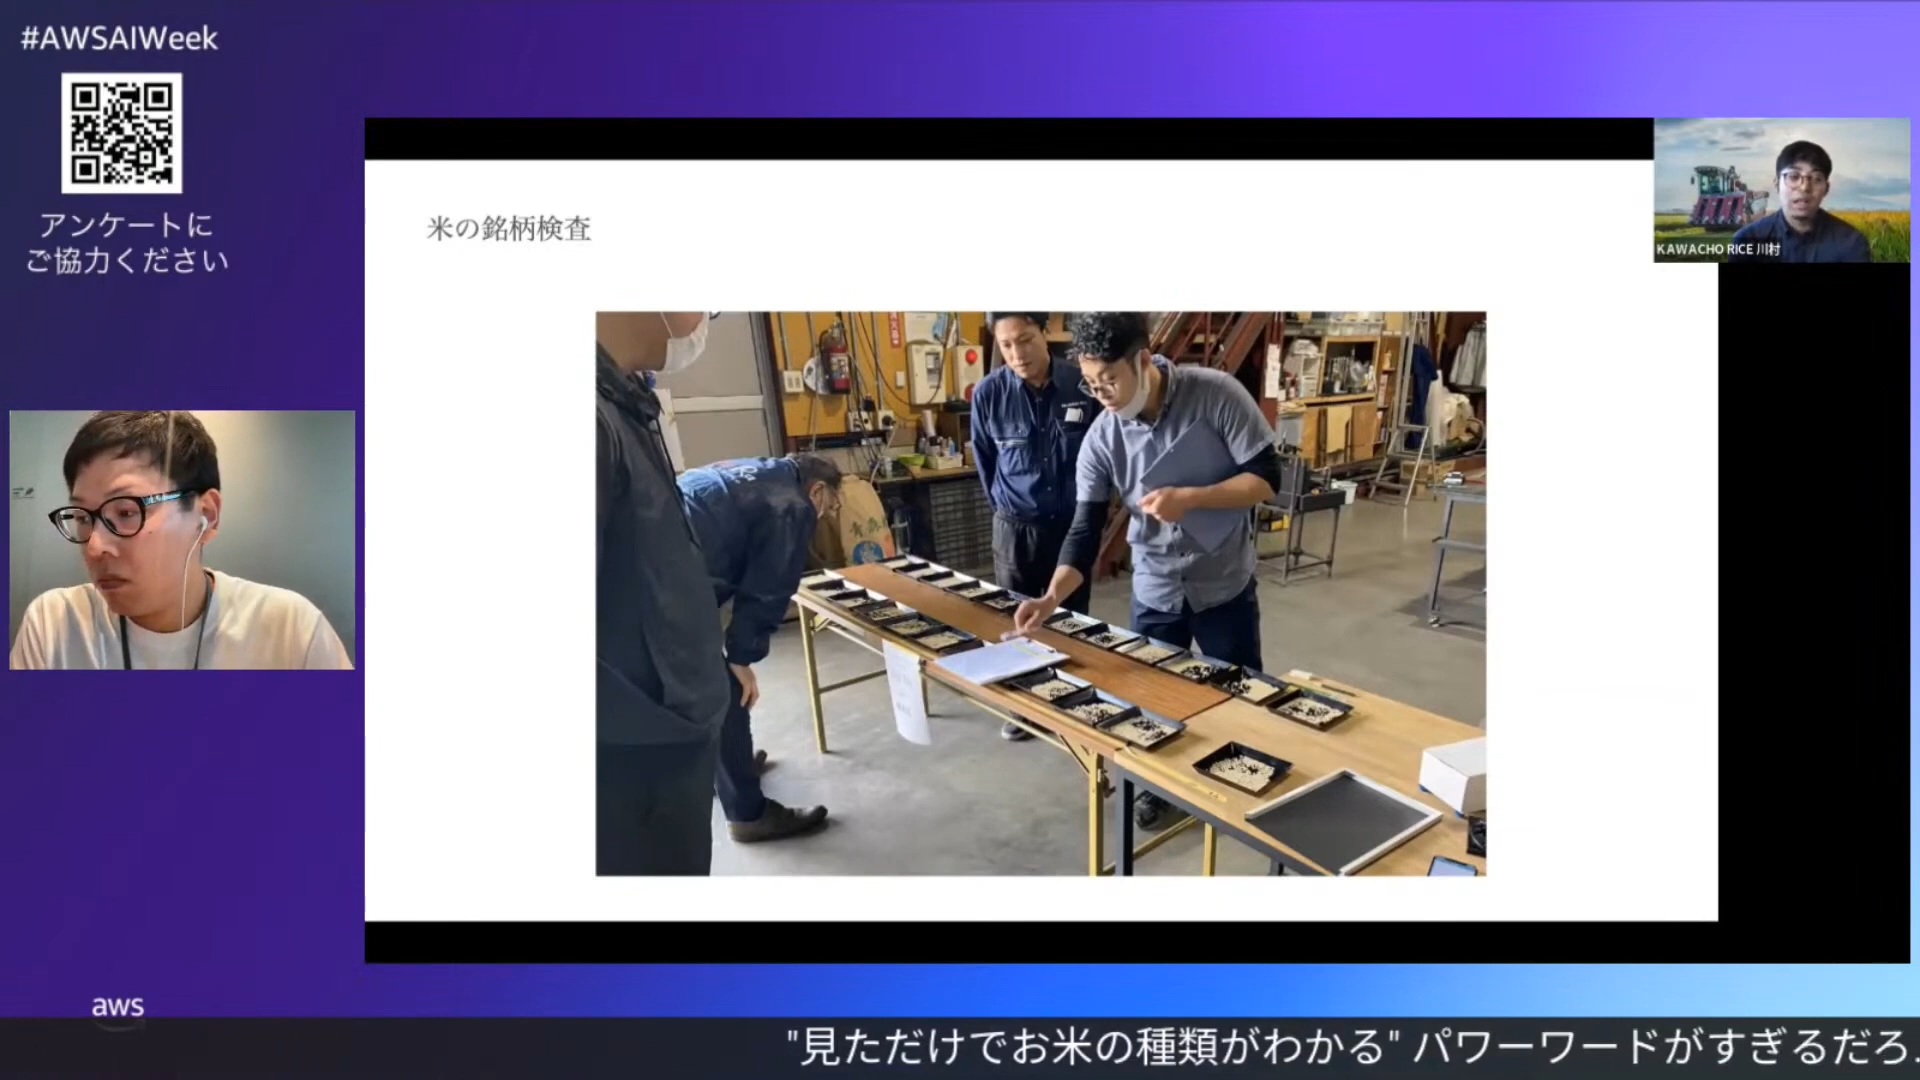 #AWSAIWeek
アンケートに
ご協力ください
米の銘柄検査
KAWACHO RICE 川村
aws
"見ただけでお米の種類がわかる" パワーワードがすぎるだろ.